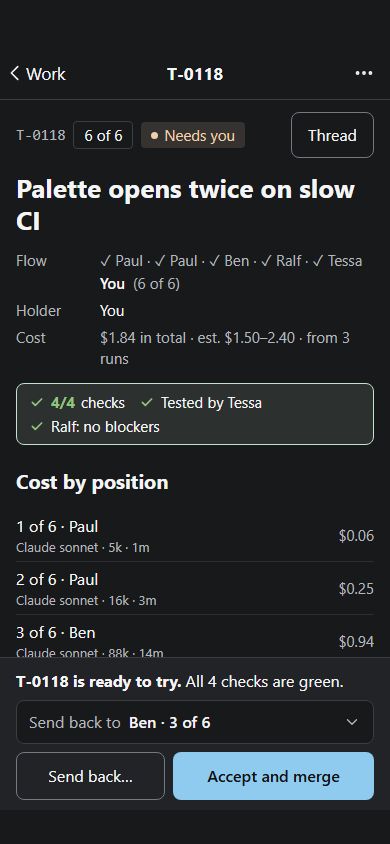 Work
T-0118
T-0118 6 of 6 Needs you Thread
Palette opens twice on slow
CI
Flow ✓ Paul · ✓ Paul · ✓ Ben · ✓ Ralf · ✓ Tessa
You (6 of 6)
Holder You
Cost $1.84 in total · est. $1.50–2.40 · from 3
runs
✓ 4/4 checks ✓ Tested by Tessa
✓ Ralf: no blockers
Cost by position
1 of 6 · Paul
Claude sonnet · 5k · 1m
$0.06
2 of 6 · Paul
Claude sonnet · 16k · 3m
$0.25
3 of 6 · Ben
Claude sonnet · 88k · 14m
$0.94
T-0118 is ready to try. All 4 checks are green.
Send back to Ben · 3 of 6
Send back... Accept and merge